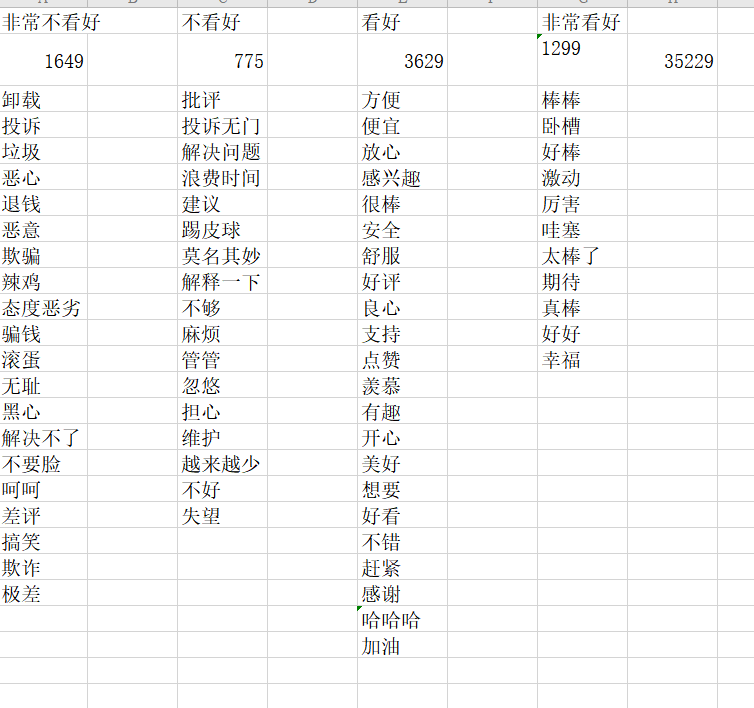 非常不看好 不看好 看好 非常看好
1649 775 3629 1299 35229
卸载 批评 方便 棒棒
投诉 投诉无门 便宜 卧槽
垃圾 解决问题 放心 好棒
恶心 浪费时间 感兴趣 激动
退钱 建议 很棒 厉害
恶意 踢皮球 安全 哇塞
欺骗 莫名其妙 舒服 太棒了
辣鸡 解释一下 好评 期待
态度恶劣 不够 良心 真棒
骗钱 麻烦 支持 好好
滚蛋 管管 点赞 幸福
无耻 忽悠 羡慕
黑心 担心 有趣
解决不了 维护 开心
不要脸 越来越少 美好
呵呵 不好 想要
差评 失望 好看
搞笑 不错
欺诈 赶紧
极差 感谢
哈哈哈
加油